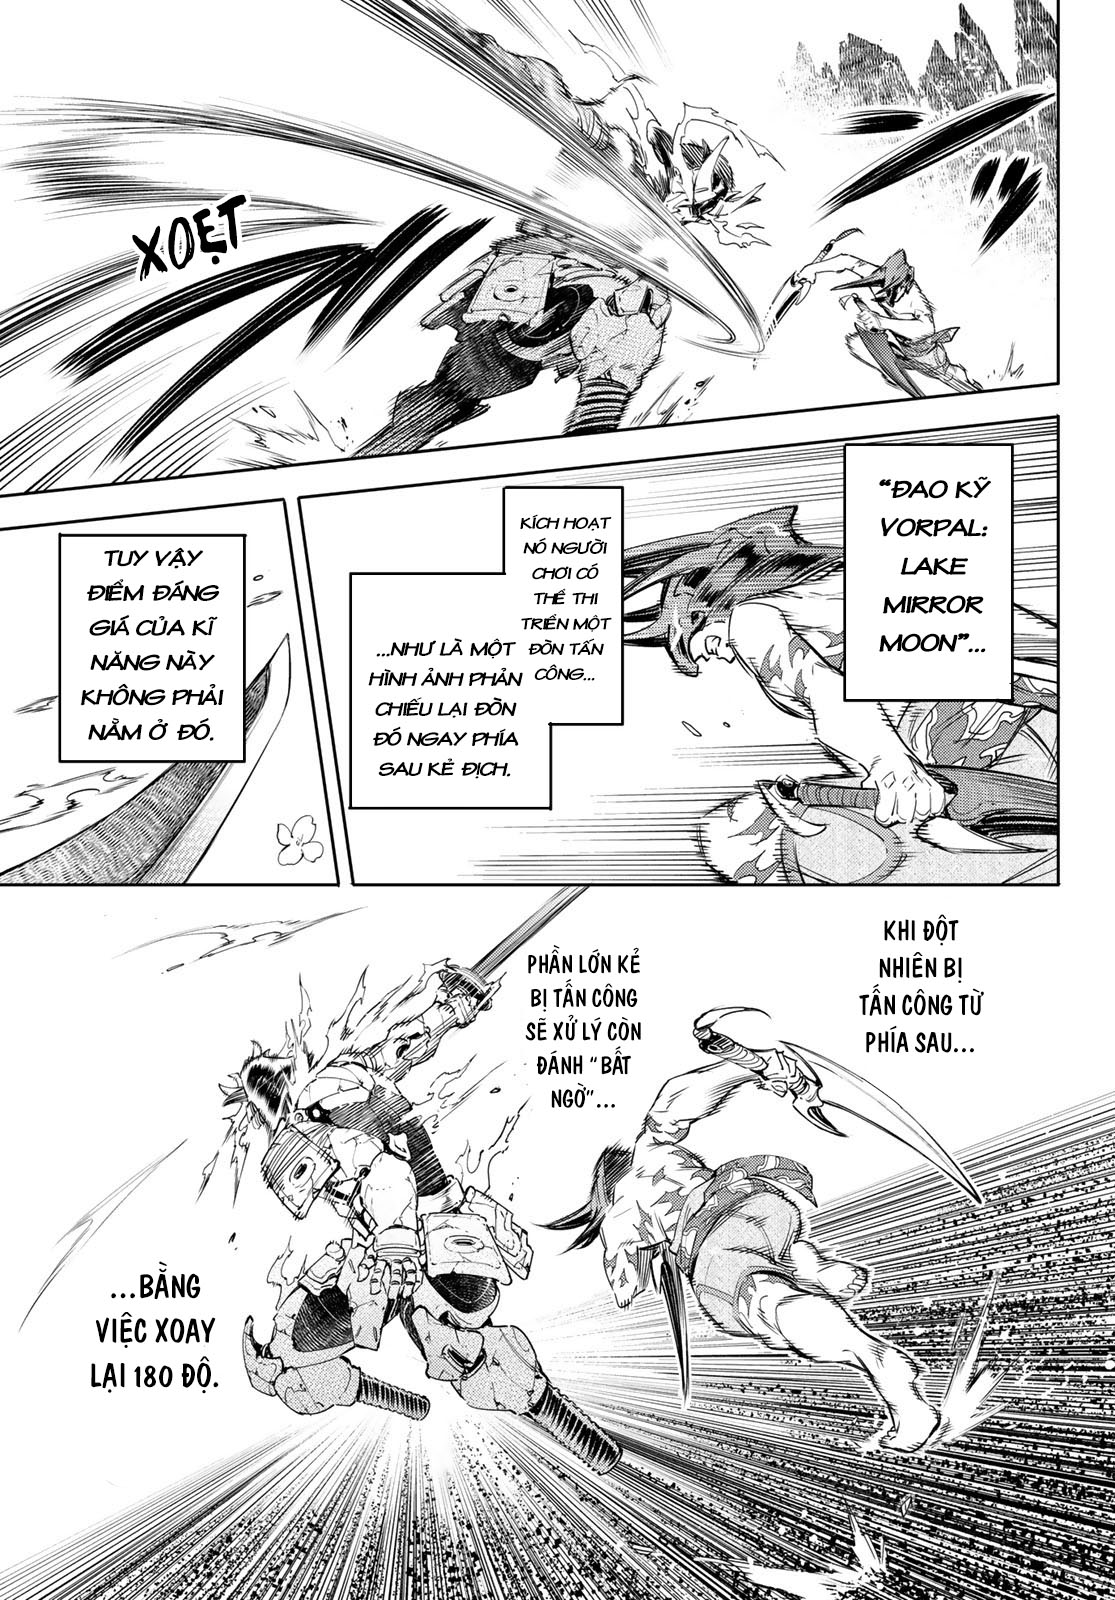 XOẸT
“ĐAO KỸ
VORPAL:
LAKE
MIRROR
MOON”...
KÍCH HOẠT
NÓ NGƯỜI
CHƠI CÓ
THỂ THI
TRIỂN MỘT
ĐÒN TẤN
CÔNG...
...NHƯ LÀ MỘT
HÌNH ẢNH PHẢN
CHIẾU LẠI ĐÒN
ĐÓ NGAY PHÍA
SAU KẺ ĐỊCH.
TUY VẬY
ĐIỂM ĐÁNG
GIÁ CỦA KĨ
NĂNG NÀY
KHÔNG PHẢI
NẰM Ở ĐÓ.
KHI ĐỘT
NHIÊN BỊ
TẤN CÔNG TỪ
PHÍA SAU...
PHẦN LỚN KẺ
BỊ TẤN CÔNG
SẼ XỬ LÝ CÒN
ĐÁNH “BẤT
NGỜ”...
...BẰNG
VIỆC XOAY
LẠI 180 ĐỘ.